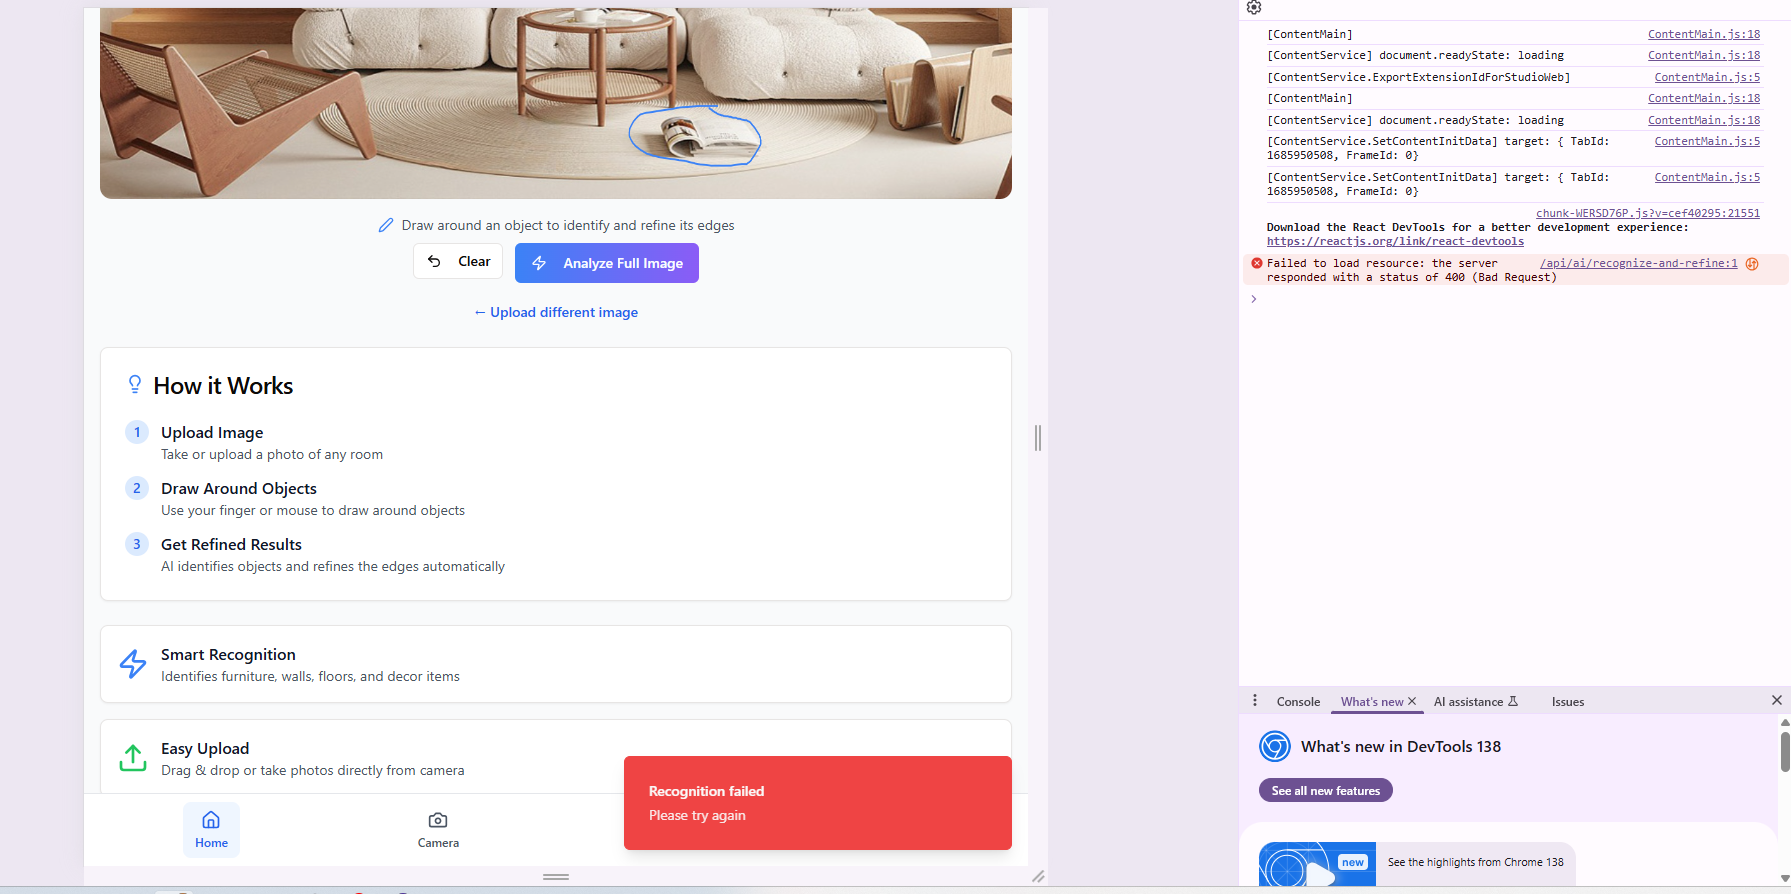 Draw around an object to identify and refine its edges
Clear
Analyze Full Image
← Upload different image
How it Works
1
Upload Image
Take or upload a photo of any room
2
Draw Around Objects
Use your finger or mouse to draw around objects
3
Get Refined Results
AI identifies objects and refines the edges automatically
Smart Recognition
Identifies furniture, walls, floors, and decor items
Easy Upload
Drag & drop or take photos directly from camera
Recognition failed
Please try again
Home
Camera
[ContentMain] ContentMain.js:18
[ContentService] document.readyState: loading ContentMain.js:18
[ContentService.ExportExtensionIdForStudioWeb] ContentMain.js:5
[ContentMain] ContentMain.js:18
[ContentService] document.readyState: loading ContentMain.js:18
[ContentService.SetContentInitData] target: { TabId: ContentMain.js:5
1685950508, FrameId: 0}
[ContentService.SetContentInitData] target: { TabId: ContentMain.js:5
1685950508, FrameId: 0}
chunk-WERSD76P.js?v=cef40295:21551
Download the React DevTools for a better development experience:
https://reactjs.org/link/react-devtools
Failed to load resource: the server /api/ai/recognize-and-refine:1
responded with a status of 400 (Bad Request)
Console
What's new
AI assistance
Issues
What's new in DevTools 138
See all new features
new
See the highlights from Chrome 138